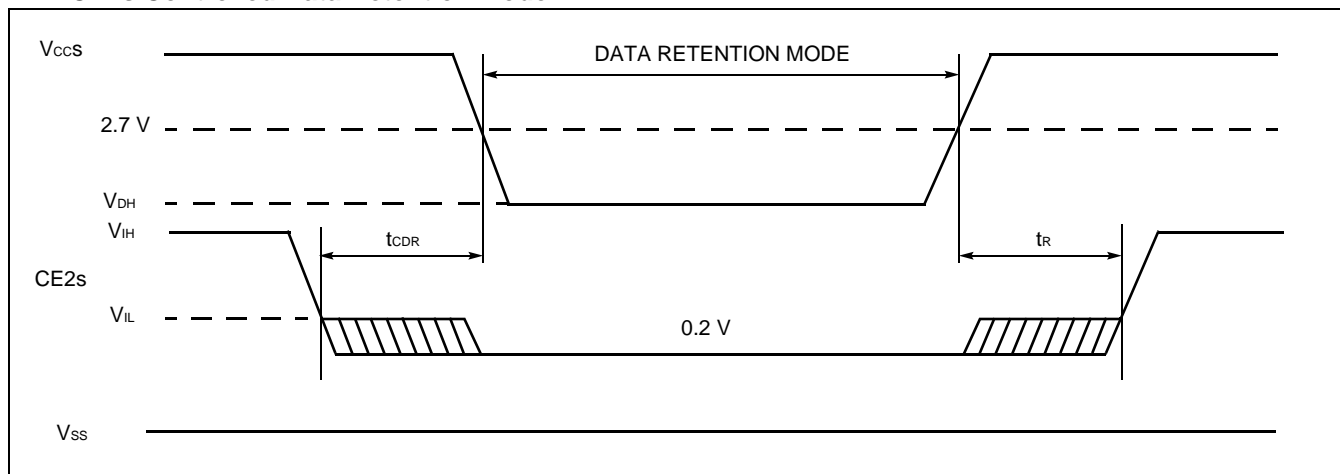 VCCS
DATA RETENTION MODE
2.7 V
VDH
VIH
tCDR
tR
CE2s
VIL
0.2 V
VSS